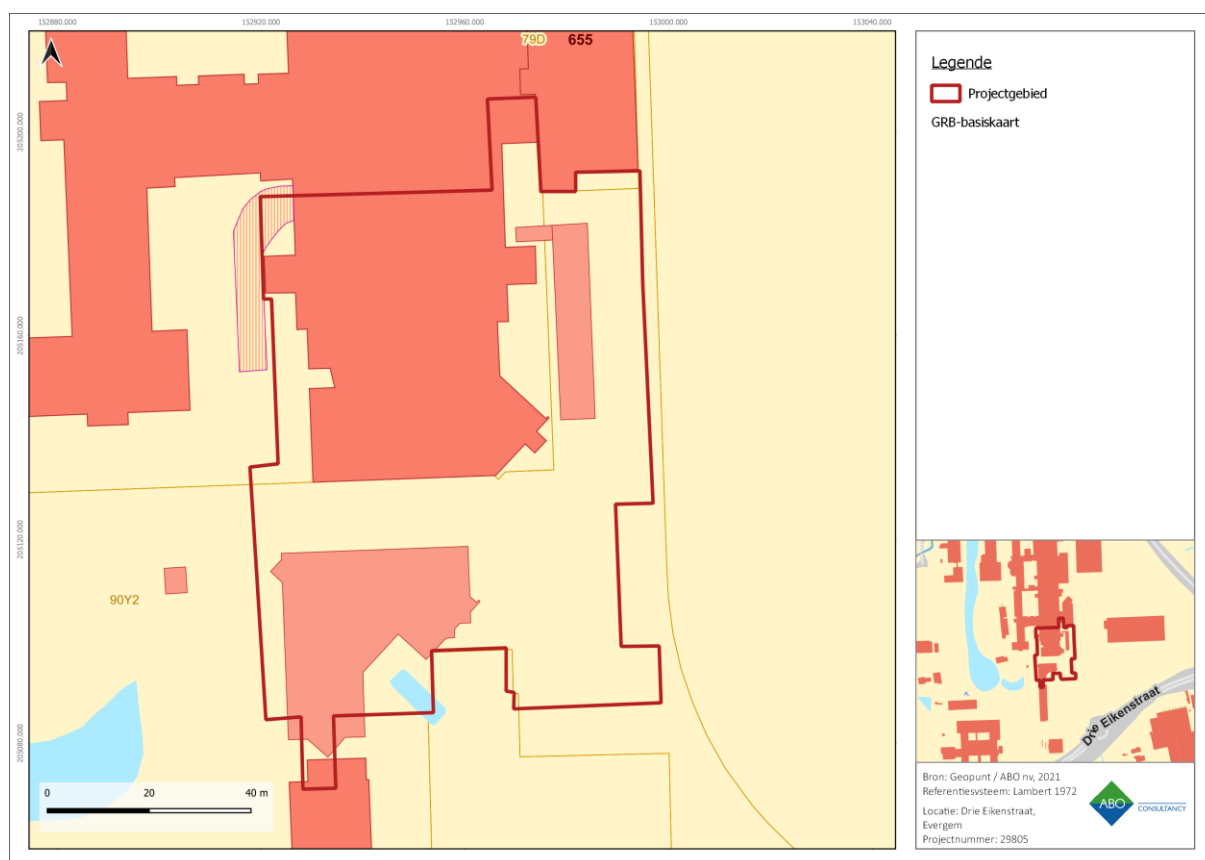 152880.000 152920.000 152960.000 153000.000 153040.000
79D 655
205200.000
205160.000
205120.000
205080.000
90Y2
0 20 40 m
Legende
Projectgebied
GRB-basiskaart
Drie Eikenstraat
Bron: Geopunt / ABO nv, 2021
Referentiesysteem: Lambert 1972
Locatie: Drie Eikenstraat,
Evergem
Projectnummer: 29805
ABO CONSULTANCY